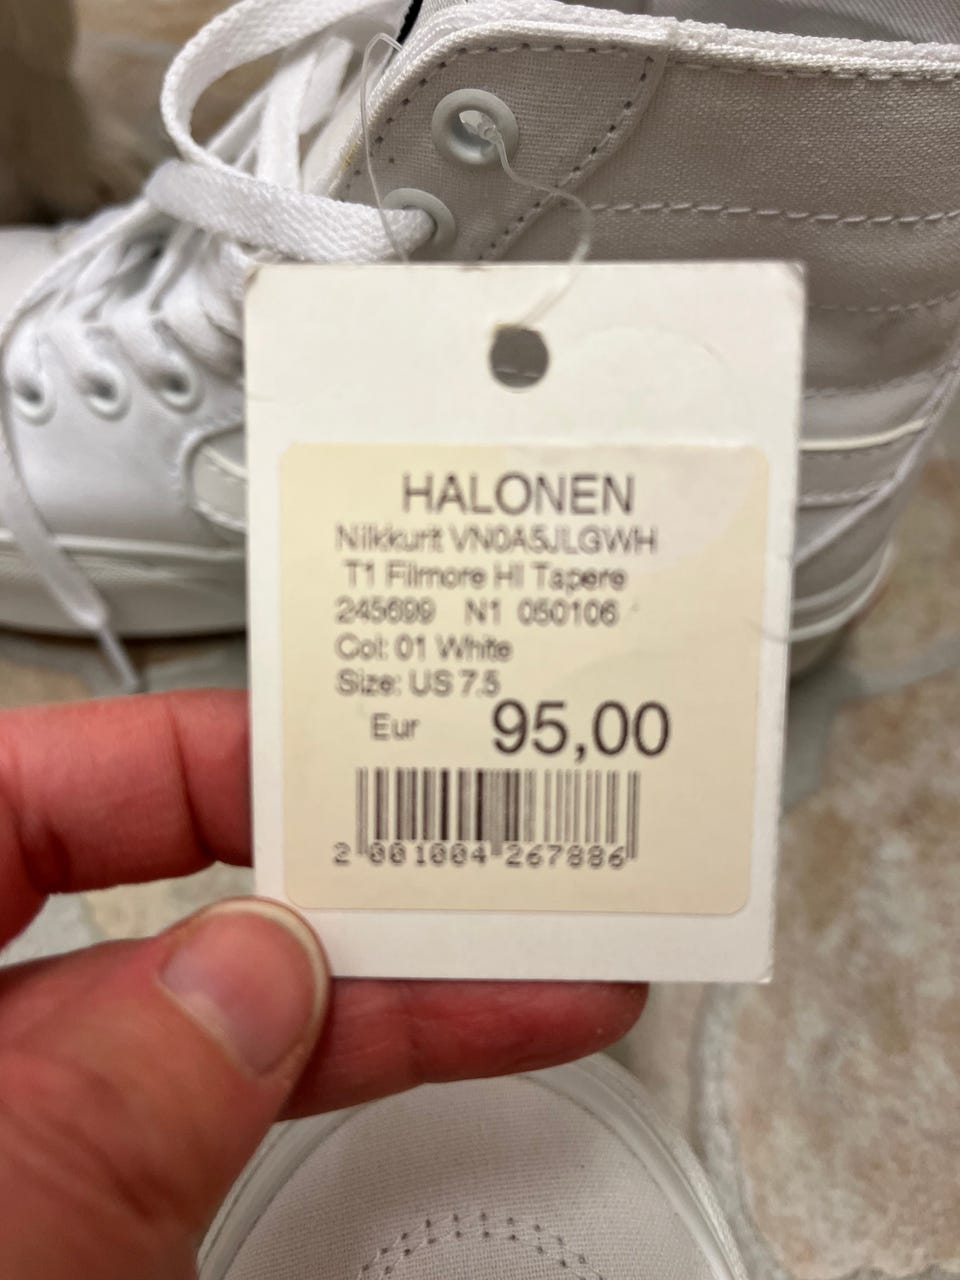 HALONEN
Nilkkurit VN0A5JLGWH
T1 Filmore HI Tapere
245699 N1 050106
Col: 01 White
Size: US 7.5
Eur 95,00
2 001004 267886